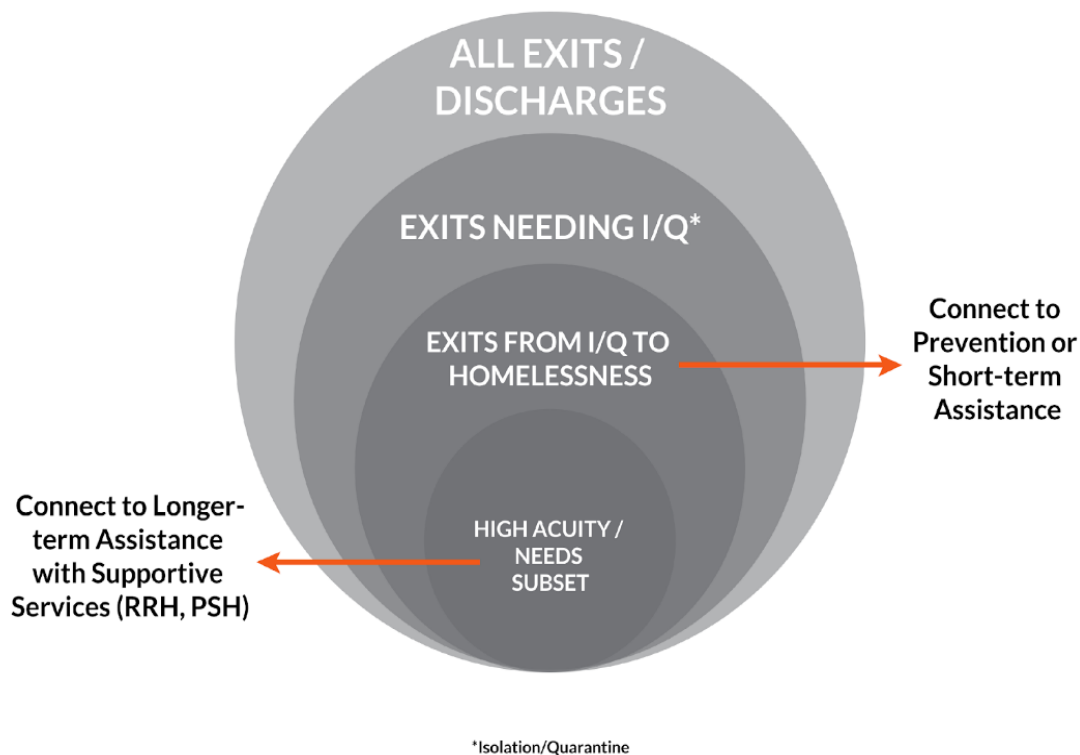 ALL EXITS /
DISCHARGES
EXITS NEEDING I/Q*
EXITS FROM I/Q TO
HOMELESSNESS
Connect to
Prevention or
Short-term
Assistance
HIGH ACUITY /
NEEDS
SUBSET
Connect to Longer-
term Assistance
with Supportive
Services (RRH, PSH)
*Isolation/Quarantine